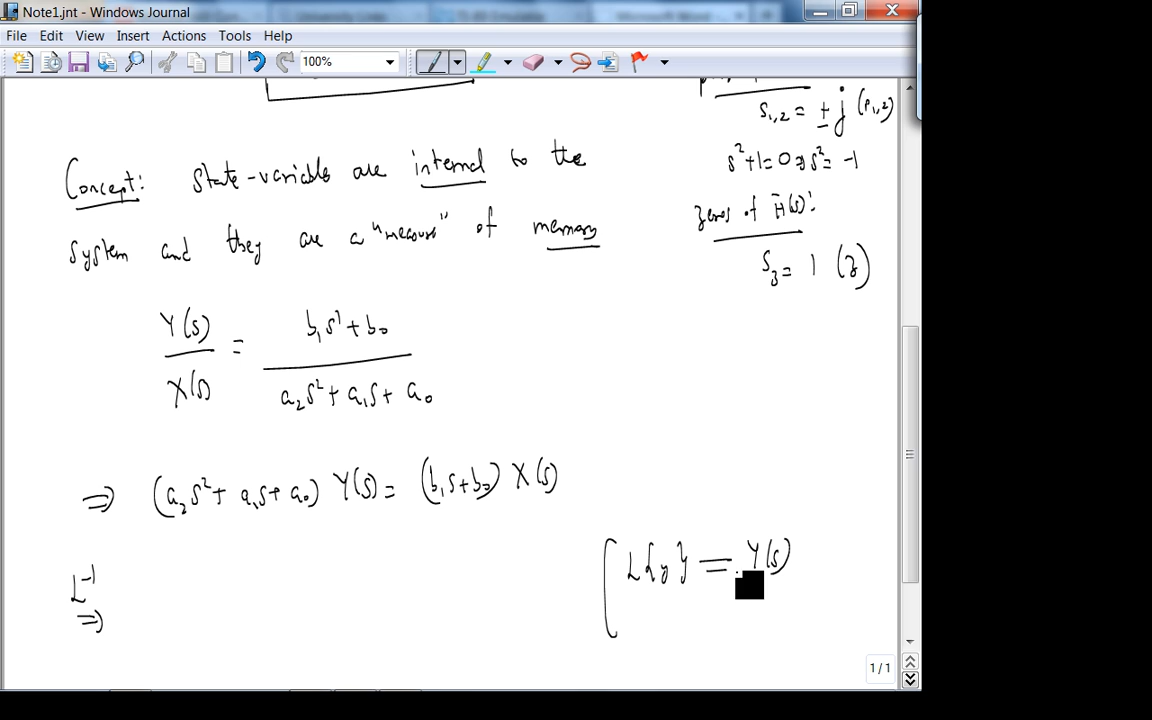 Note1.jnt - Windows Journal
File Edit View Insert Actions Tools Help
100%
S1,2 = ± j (P1,2)
Concept: State-variable are internal to the
s²+1=0 ⇒ s² = -1
System and they are a "measure" of memory
zeros of H(s):
Sz = 1 (z)
Y(s) / X(s) = b₁s¹ + b₀ / a₂s² + a₁s + a₀
⇒ (a₂s² + a₁s + a₀) Y(s) = (b₁s + b₀) X(s)
L{y} = Y(s)
L⁻¹
⇒
1 / 1